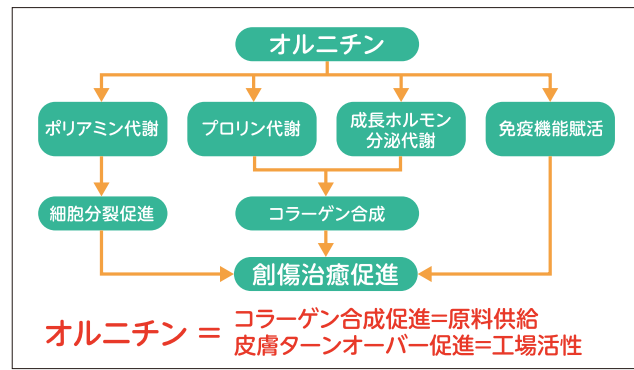 オルニチン
ポリアミン代謝
プロリン代謝
成長ホルモン
分泌代謝
免疫機能賦活
細胞分裂促進
コラーゲン合成
創傷治癒促進
オルニチン =
コラーゲン合成促進=原料供給
皮膚ターンオーバー促進=工場活性